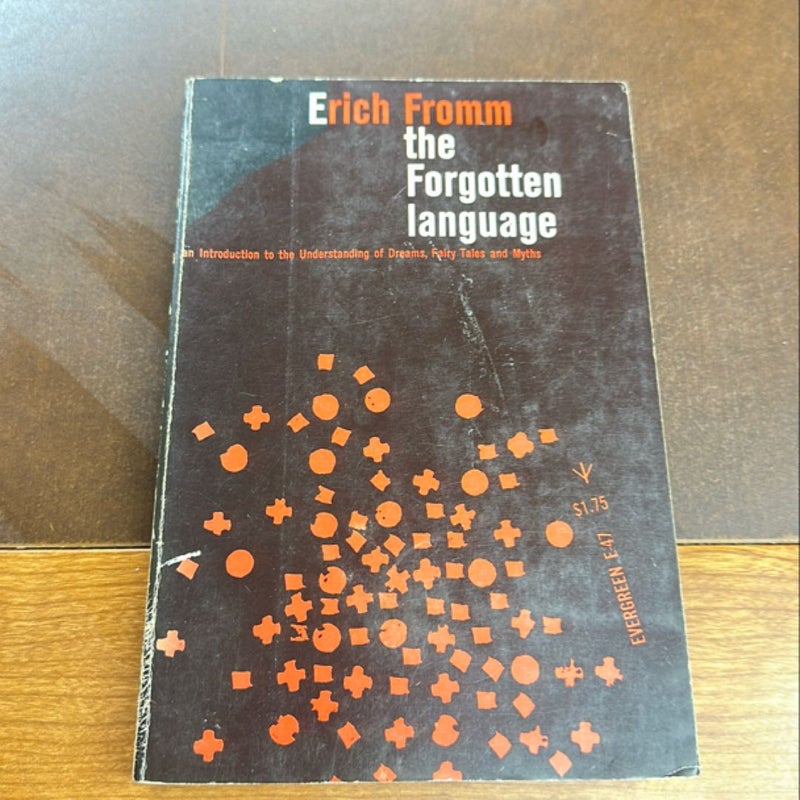 Erich Fromm
the
Forgotten
language
an Introduction to the Understanding of Dreams, Fairy Tales and Myths
$1.75
EVERGREEN E-47